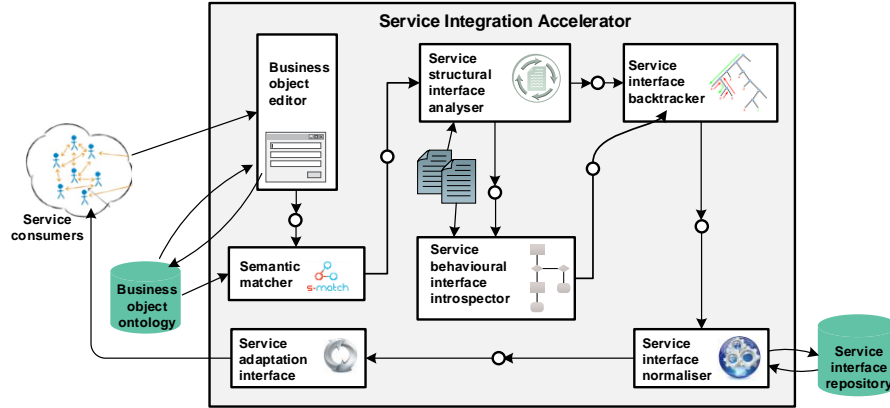 Service Integration Accelerator
Business
object
editor
Service
structural
interface
analyser
Service
interface
backtracker
Service
consumers
Semantic
matcher
s-match
Service
behavioural
interface
introspector
Business
object
ontology
Service
adaptation
interface
Service
interface
normaliser
Service
interface
repository